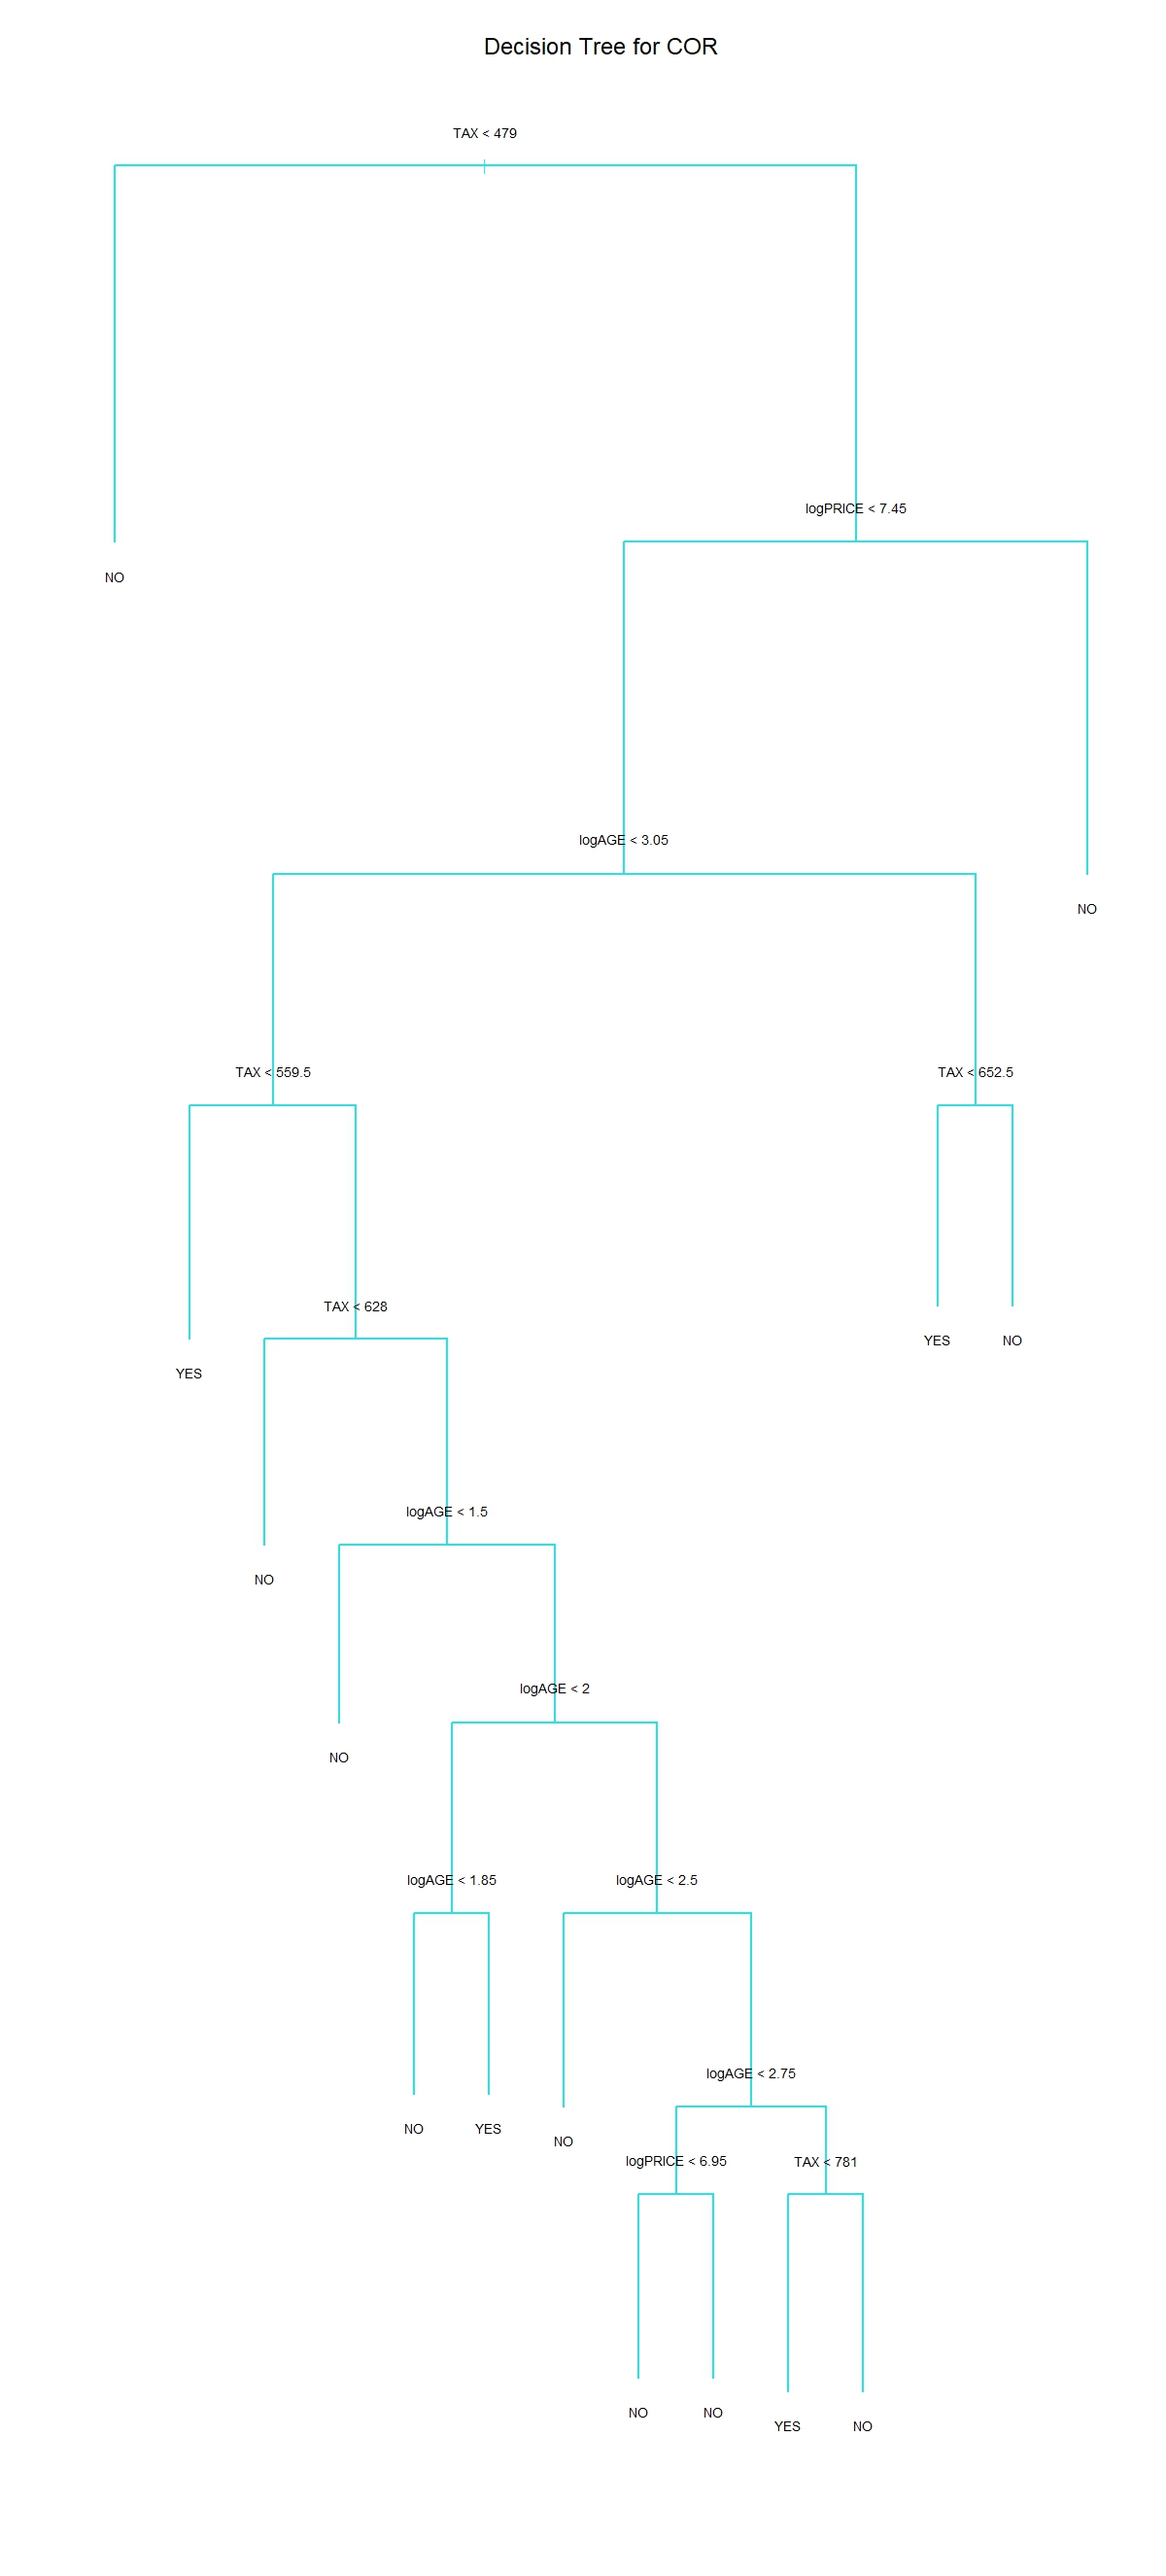 Decision Tree for COR
TAX < 479
logPRICE < 7.45
NO
logAGE < 3.05
NO
TAX < 559.5
TAX < 652.5
TAX < 628
YES
NO
YES
logAGE < 1.5
NO
logAGE < 2
NO
logAGE < 1.85
logAGE < 2.5
logAGE < 2.75
NO
YES
NO
logPRICE < 6.95
TAX < 781
NO
NO
YES
NO